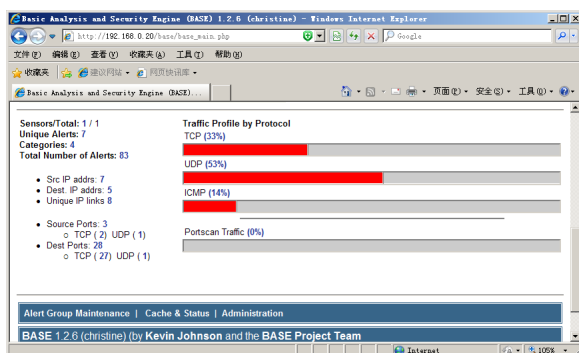 Basic Analysis and Security Engine (BASE) 1.2.6 (christine) - Windows Internet Explorer
http://192.168.0.20/base/base_main.php
Google
文件(F) 编辑(E) 查看(V) 收藏夹(A) 工具(T) 帮助(H)
收藏夹 建议网站 网页快讯库
Basic Analysis and Security Engine (BASE)...
页面(P) 安全(S) 工具(O)
Sensors/Total: 1 / 1
Unique Alerts: 7
Categories: 4
Total Number of Alerts: 83
Src IP addrs: 7
Dest. IP addrs: 5
Unique IP links 8
Source Ports: 3
TCP ( 2) UDP ( 1)
Dest Ports: 28
TCP ( 27) UDP ( 1)
Traffic Profile by Protocol
TCP (33%)
UDP (53%)
ICMP (14%)
Portscan Traffic (0%)
Alert Group Maintenance | Cache & Status | Administration
BASE 1.2.6 (christine) (by Kevin Johnson and the BASE Project Team
Internet
105%